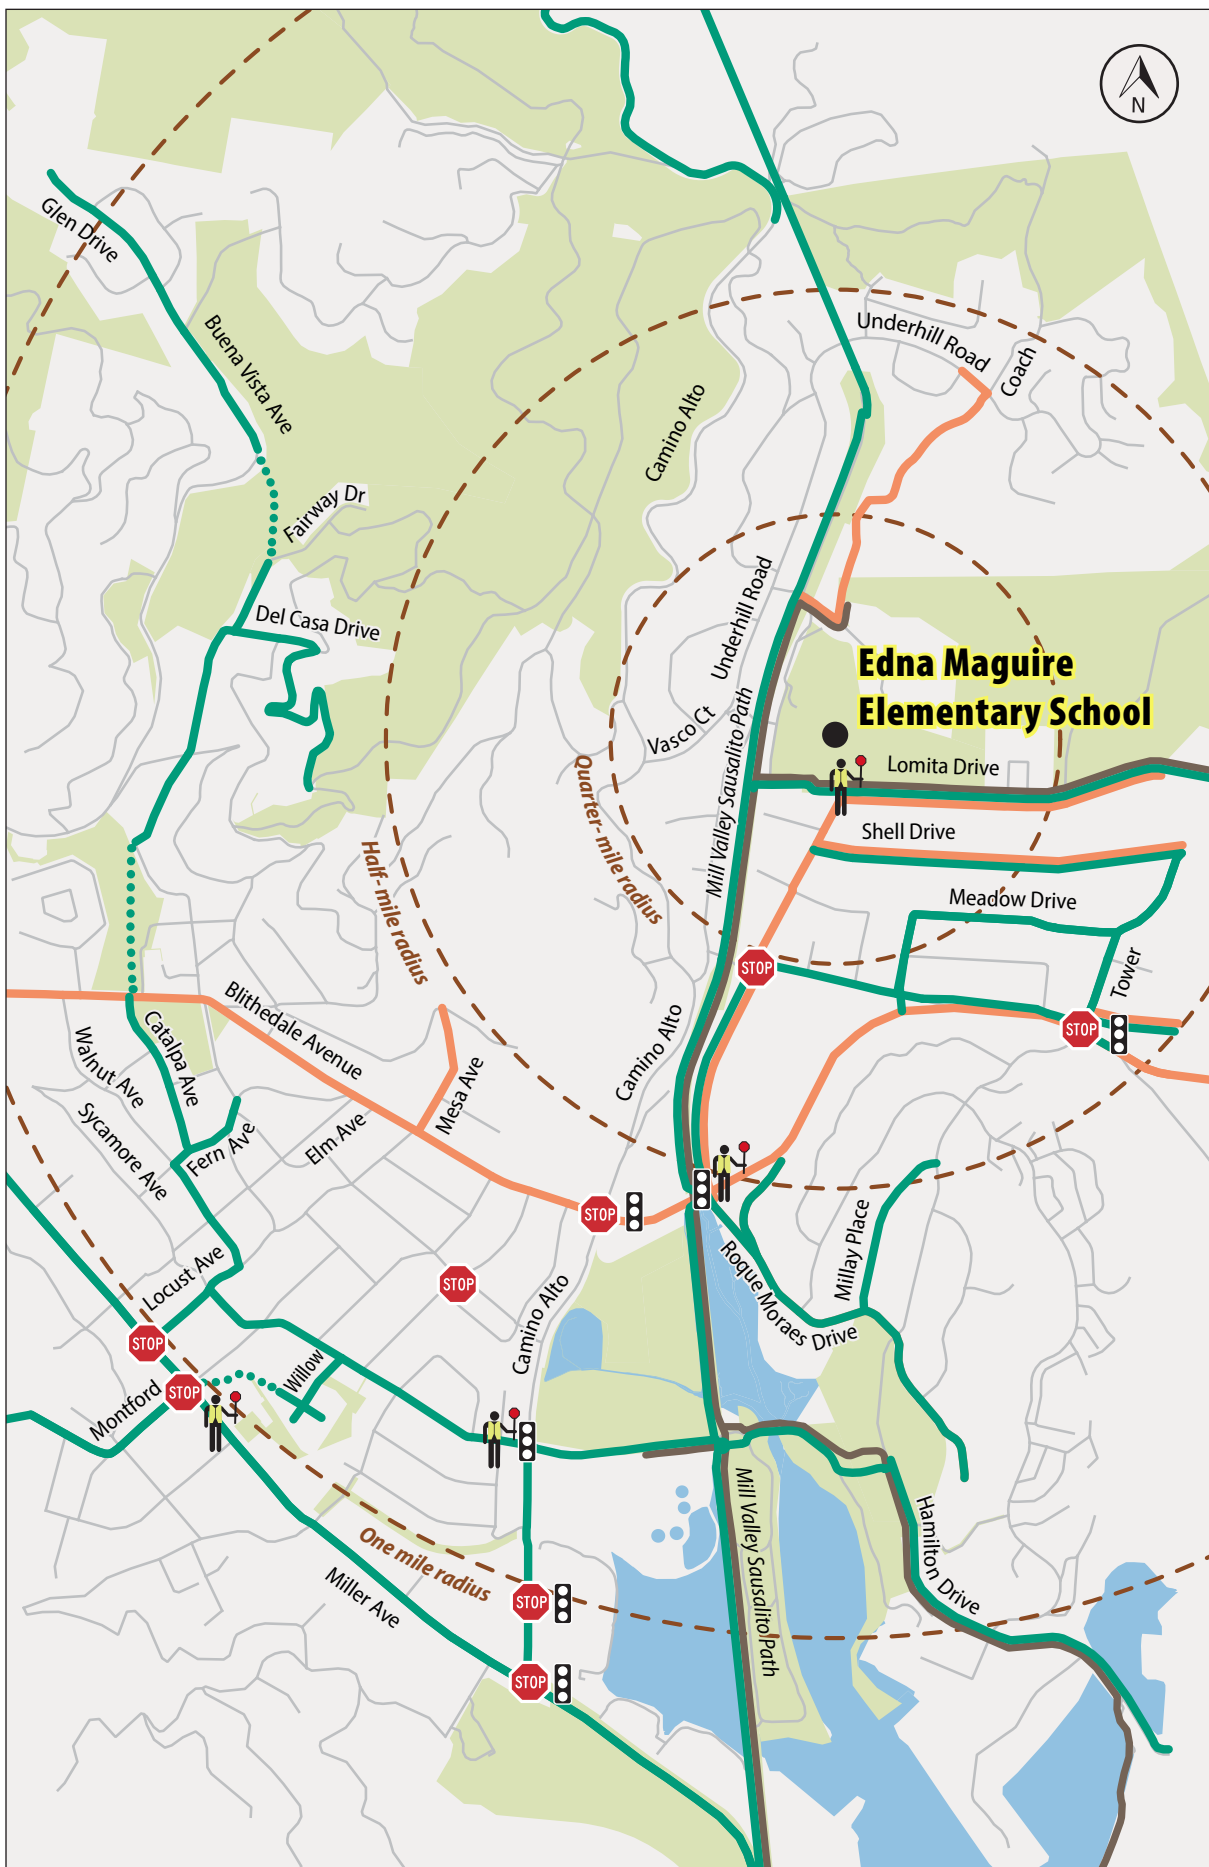 N
Glen Drive
Underhill Road
Buena Vista Ave
Coach
Camino Alto
Fairway Dr
Underhill Road
Del Casa Drive
Edna Maguire
Elementary School
Vasco Ct
Mill Valley Sausalito Path
Quarter-mile radius
Lomita Drive
Shell Drive
Half-mile radius
Meadow Drive
STOP
Tower
STOP
Blithedale Avenue
Catalpa Ave
Walnut Ave
Camino Alto
Mesa Ave
Sycamore Ave
Fern Ave
Elm Ave
STOP
Millay Place
Roque Moraes Drive
Locust Ave
STOP
Camino Alto
STOP
Willow
STOP
Montford
Mill Valley Sausalito Path
Hamilton Drive
One mile radius
Miller Ave
STOP
STOP